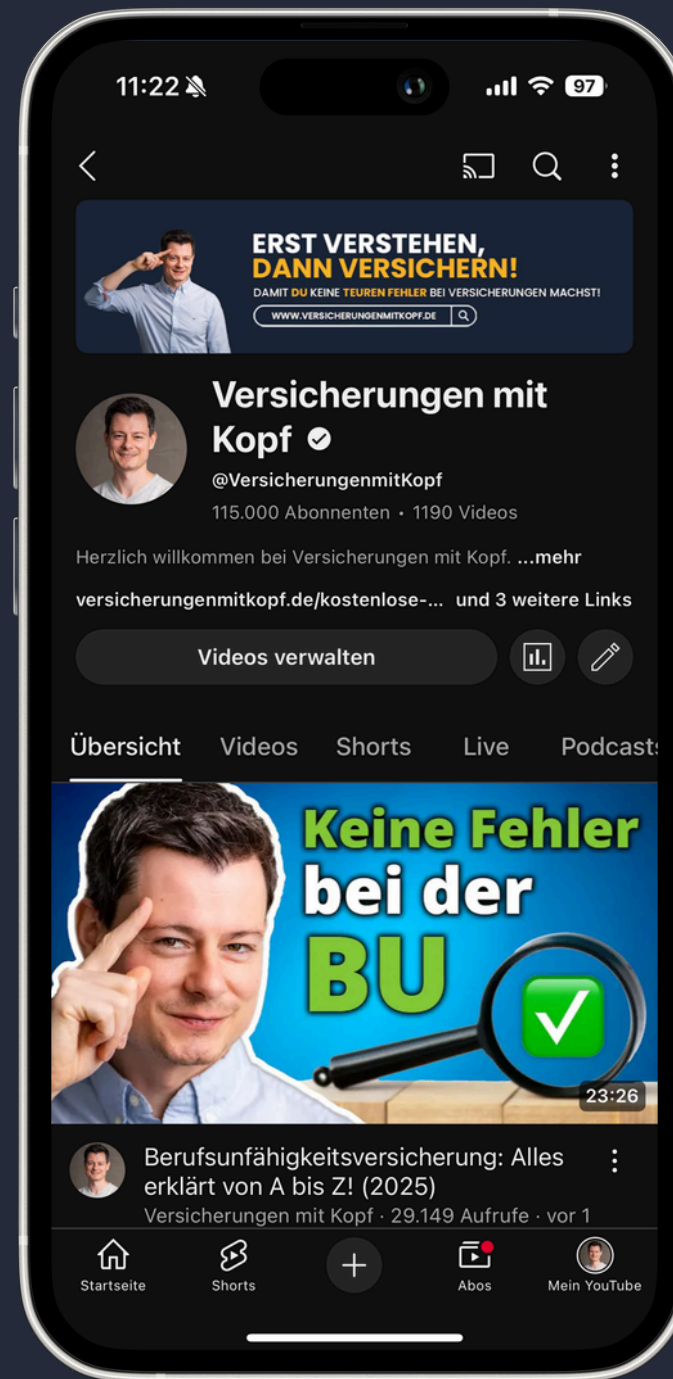 11:22
97
ERST VERSTEHEN,
DANN VERSICHERN!
DAMIT DU KEINE TEUREN FEHLER BEI VERSICHERUNGEN MACHST!
WWW.VERSICHERUNGENMITKOPF.DE
Versicherungen mit
Kopf
@VersicherungenmitKopf
115.000 Abonnenten • 1190 Videos
Herzlich willkommen bei Versicherungen mit Kopf. ...mehr
versicherungenmitkopf.de/kostenlose-... und 3 weitere Links
Videos verwalten
Übersicht Videos Shorts Live Podcasts
Keine Fehler
bei der
BU
23:26
Berufsunfähigkeitsversicherung: Alles
erklärt von A bis Z! (2025)
Versicherungen mit Kopf · 29.149 Aufrufe · vor 1
Startseite Shorts Abos Mein YouTube